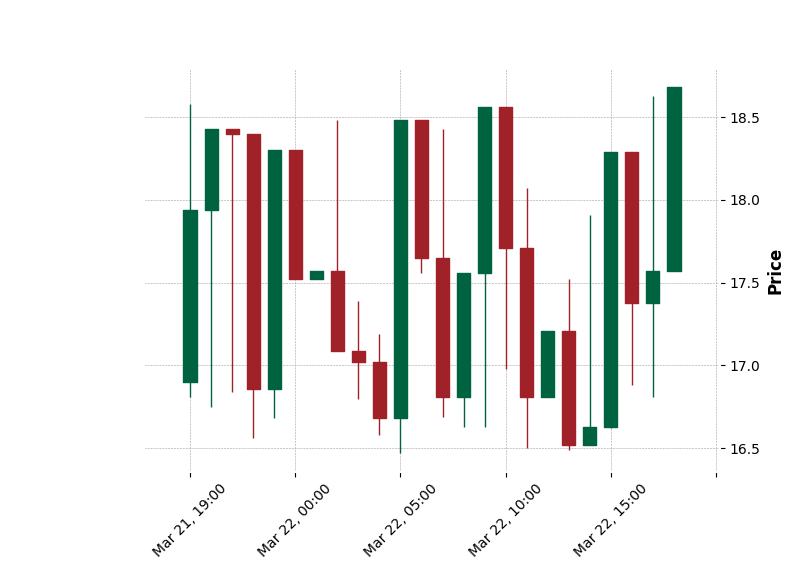 18.5
18.0
17.5
17.0
16.5
Price
Mar 21, 19:00
Mar 22, 00:00
Mar 22, 05:00
Mar 22, 10:00
Mar 22, 15:00